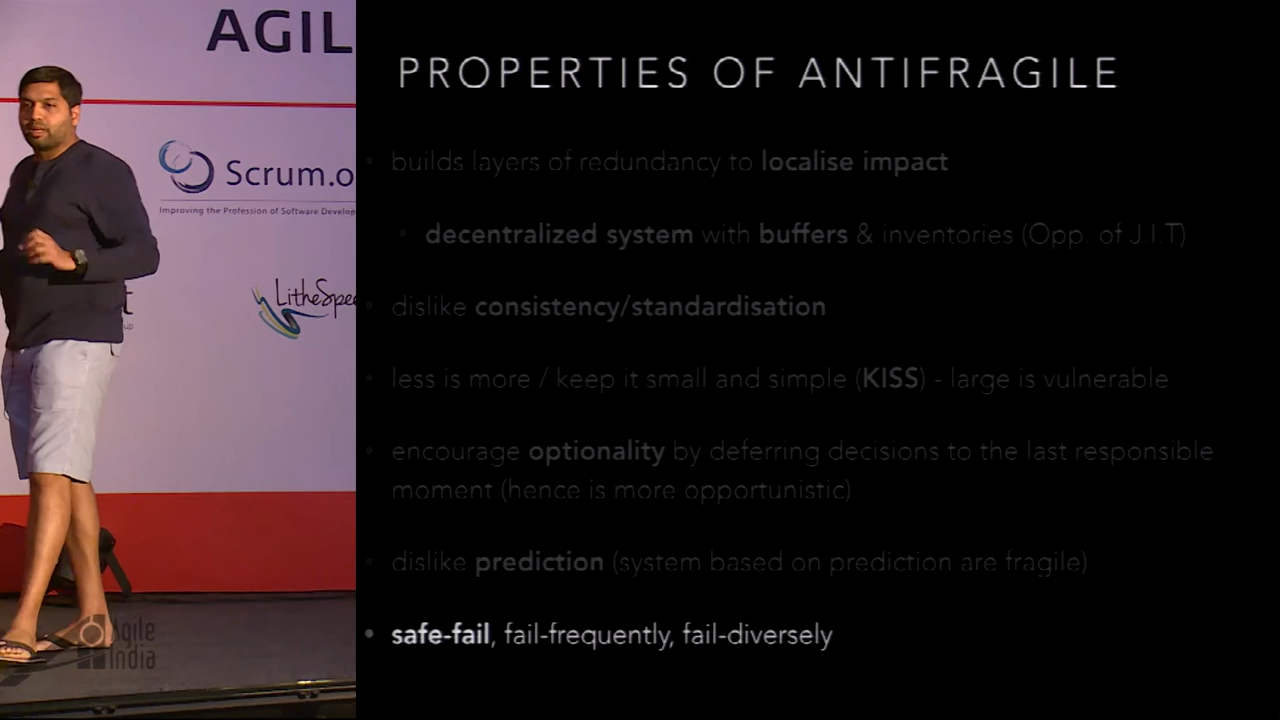 AGIL
Scrum.o
Improving the Profession of Software Develop
LitheSpee
t
up
Agile
India
PROPERTIES OF ANTIFRAGILE
• builds layers of redundancy to localise impact
• decentralized system with buffers & inventories (Opp. of J.I.T)
• dislike consistency/standardisation
• less is more / keep it small and simple (KISS) - large is vulnerable
• encourage optionality by deferring decisions to the last responsible
moment (hence is more opportunistic)
• dislike prediction (system based on prediction are fragile)
• safe-fail, fail-frequently, fail-diversely